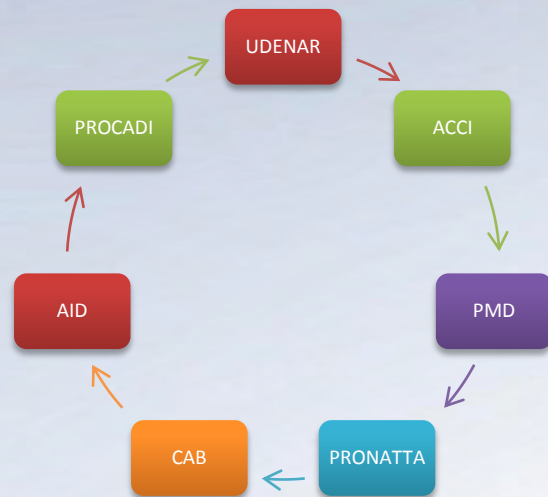 UDENAR
ACCI
PMD
PRONATTA
CAB
AID
PROCADI